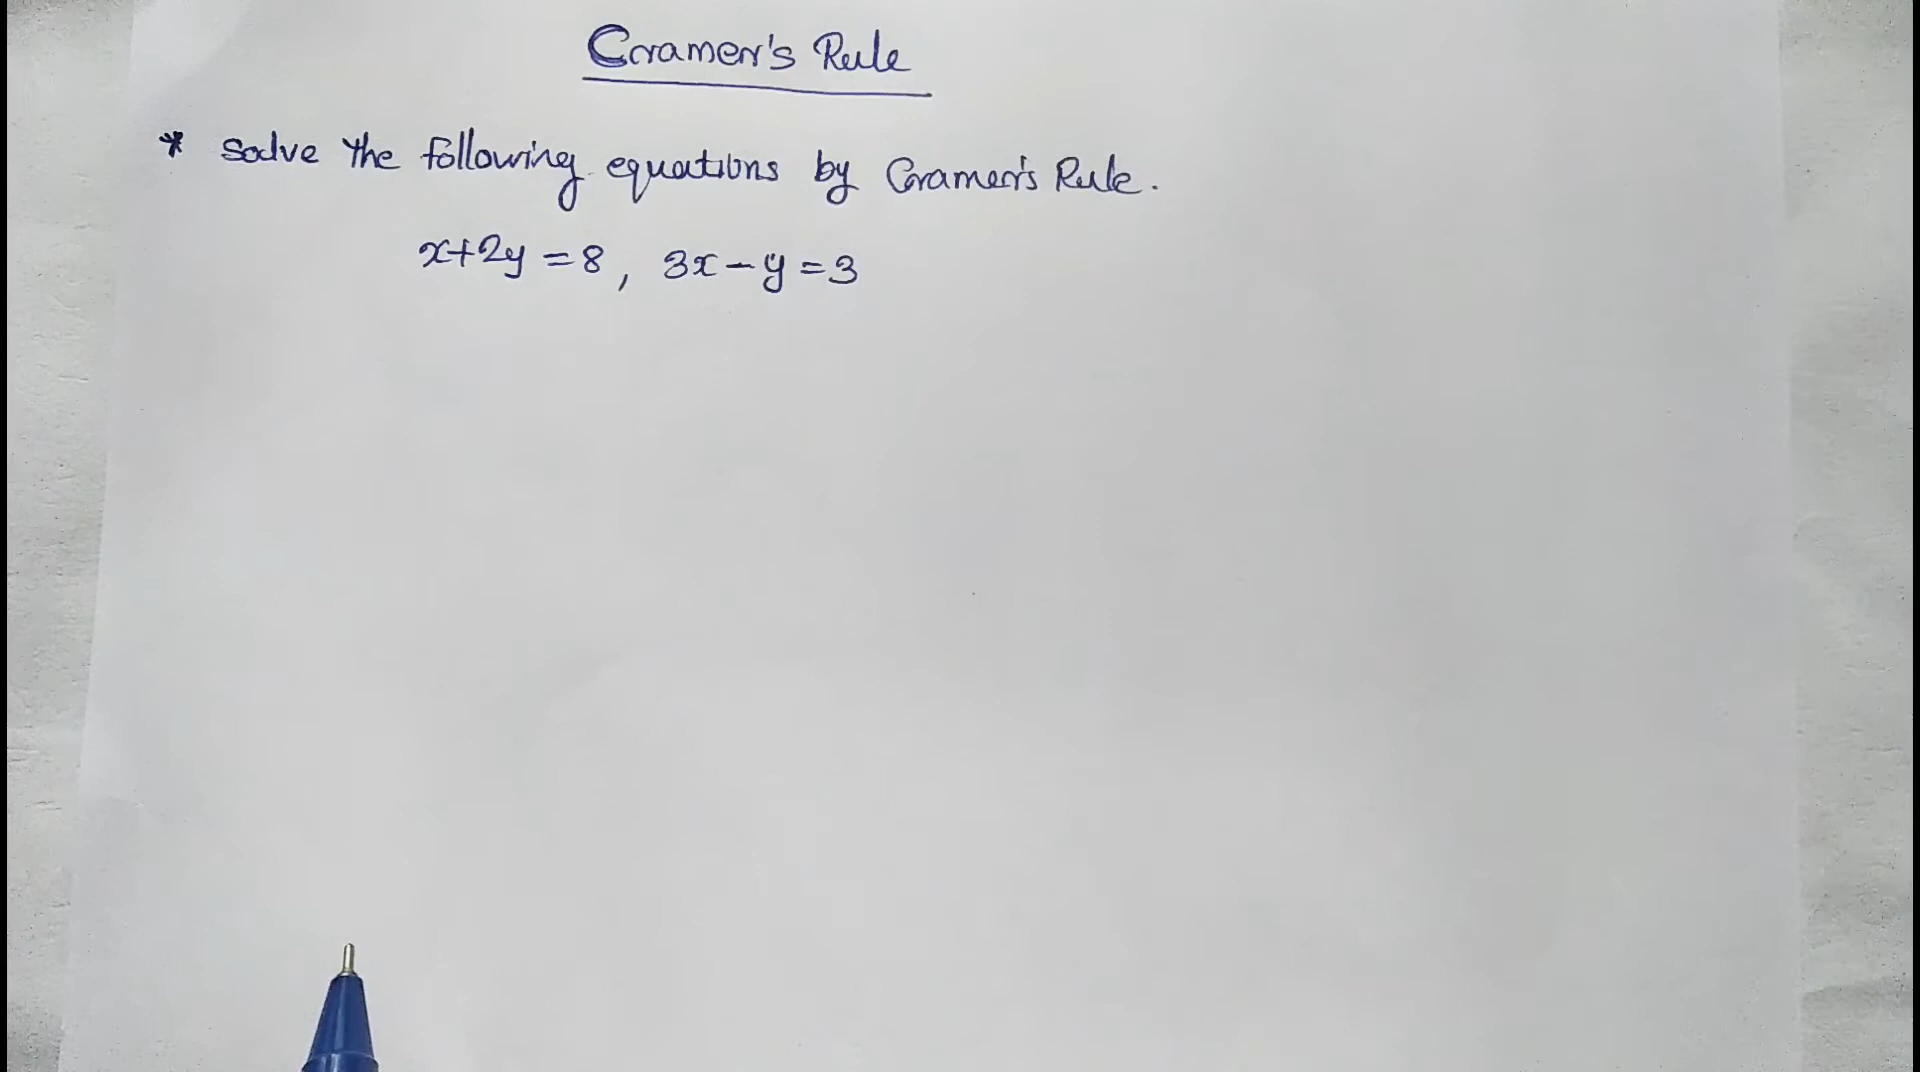 Cramer's Rule
* Solve the following equations by Cramer's Rule.
x+2y=8, 3x-y=3